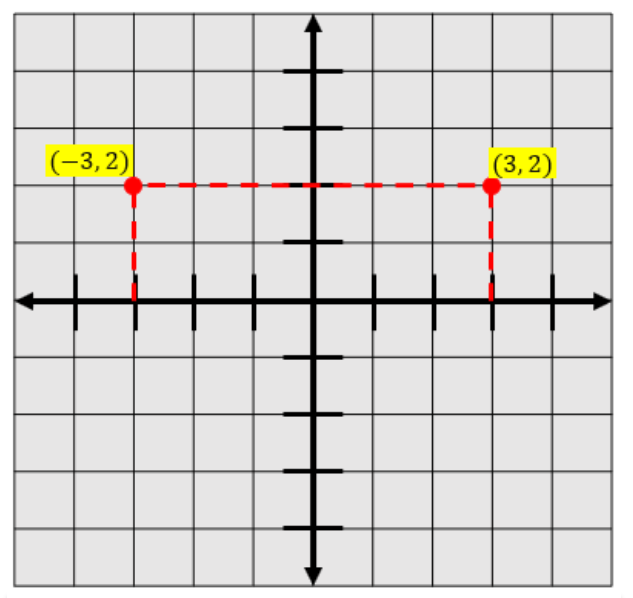 (−3, 2)
(3, 2)